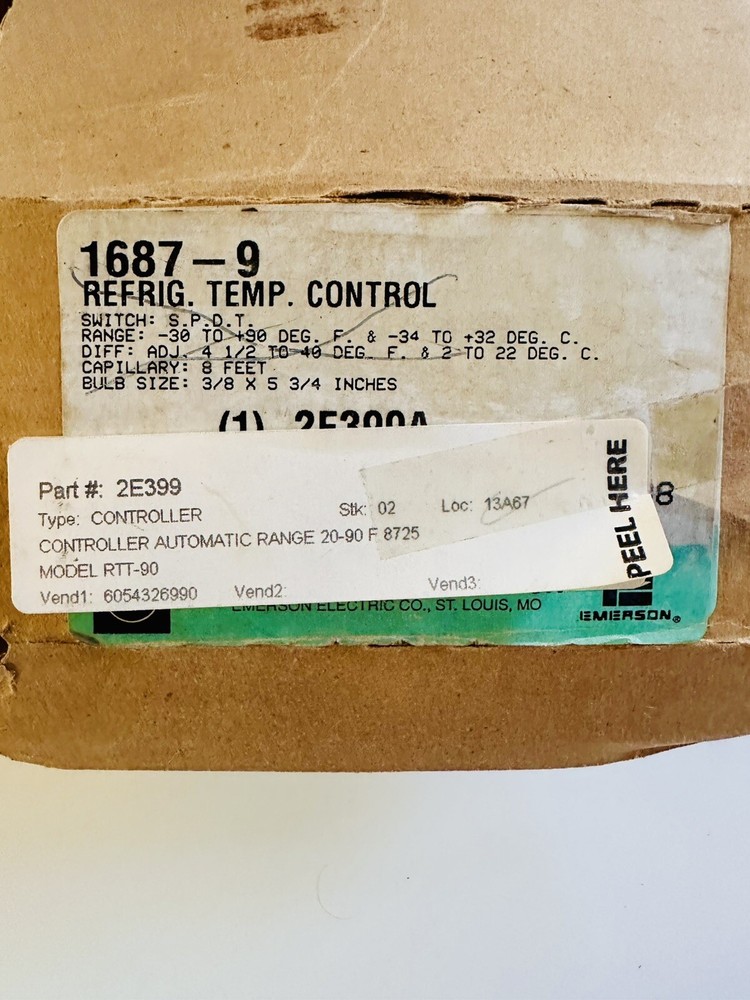 1687-9
REFRIG. TEMP. CONTROL
SWITCH: S.P.D.T.
RANGE: -30 TO +90 DEG. F. & -34 TO +32 DEG. C.
DIFF: ADJ. 4 1/2 TO 40 DEG. F. & 2 TO 22 DEG. C.
CAPILLARY: 8 FEET
BULB SIZE: 3/8 X 5 3/4 INCHES
(1) 2E399A
8
Part #: 2E399
Type: CONTROLLER Stk: 02 Loc: 13A67
CONTROLLER AUTOMATIC RANGE 20-90 F 8725
MODEL RTT-90
Vend1: 6054326990 Vend2: Vend3:
PEEL HERE
EMERSON ELECTRIC CO., ST. LOUIS, MO
EMERSON®